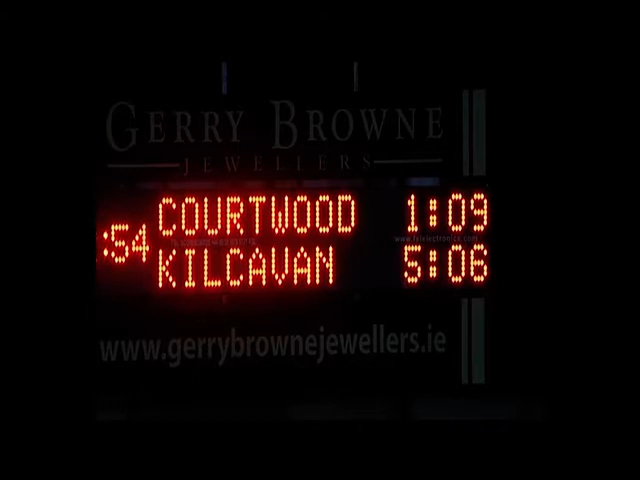 GERRY BROWNE
JEWELLERS
COURTWOOD 1:09
:54
KILCAVAN 5:06
www.gerrybrownejewellers.ie